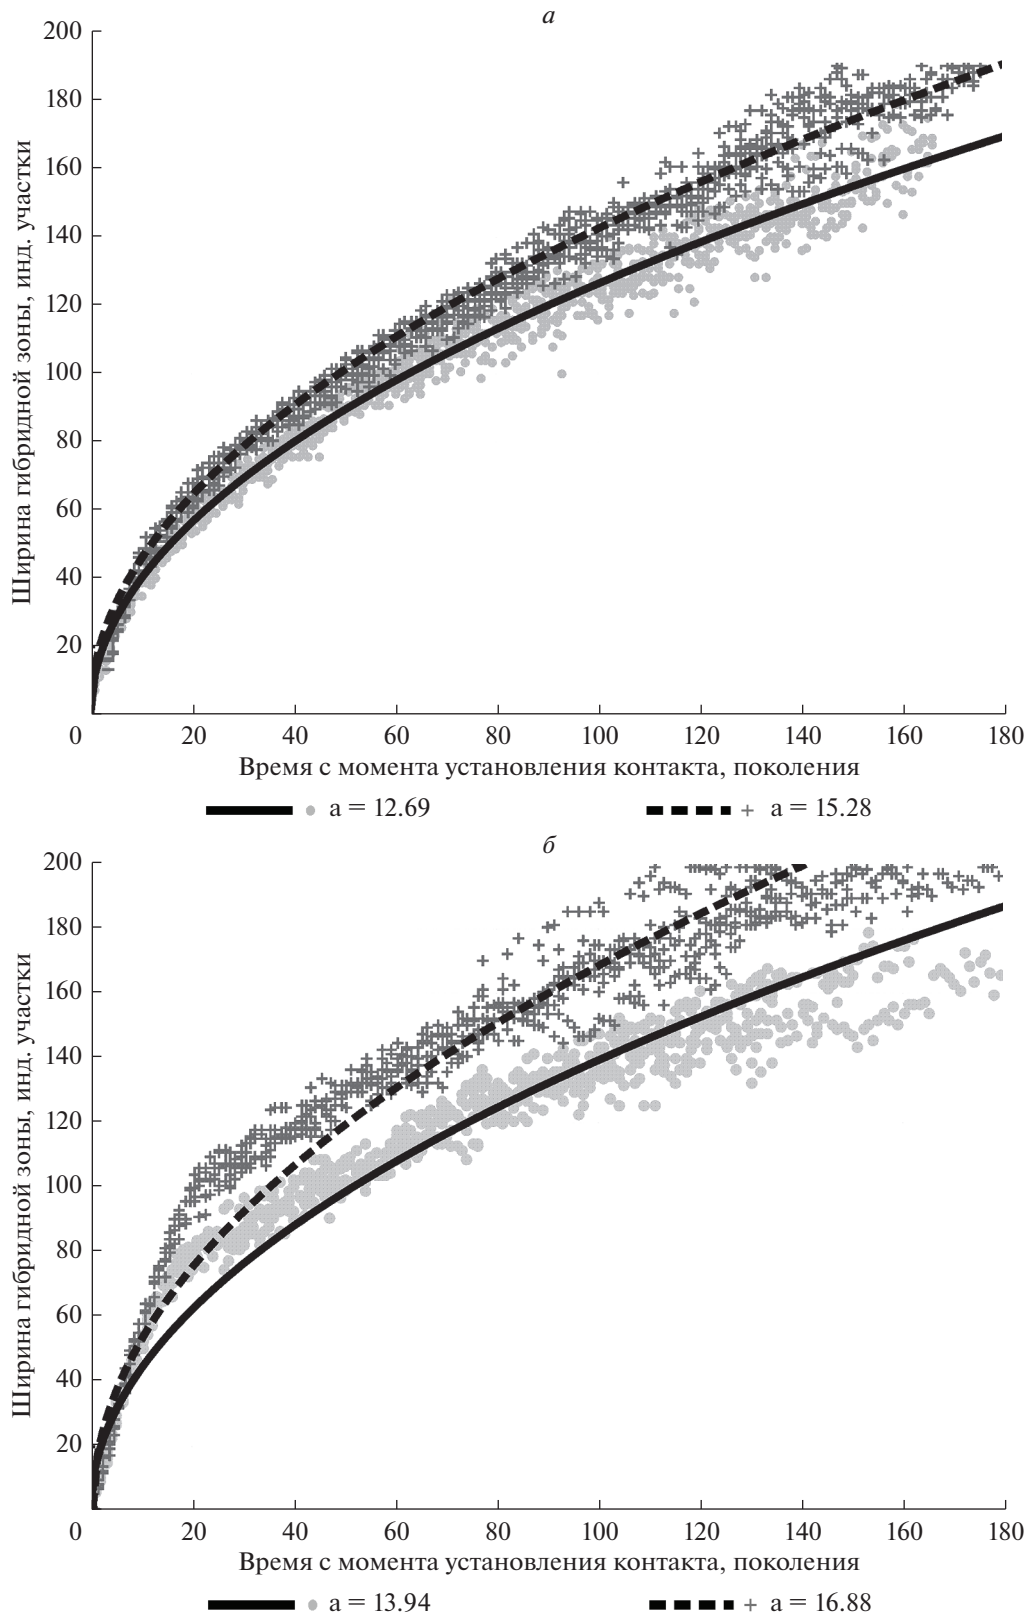 а
200
180
160
140
120
100
80
60
40
20
Ширина гибридной зоны, инд. участки
0 20 40 60 80 100 120 140 160 180
Время с момента установления контакта, поколения
a = 12.69 a = 15.28
б
200
180
160
140
120
100
80
60
40
20
Ширина гибридной зоны, инд. участки
0 20 40 60 80 100 120 140 160 180
Время с момента установления контакта, поколения
a = 13.94 a = 16.88